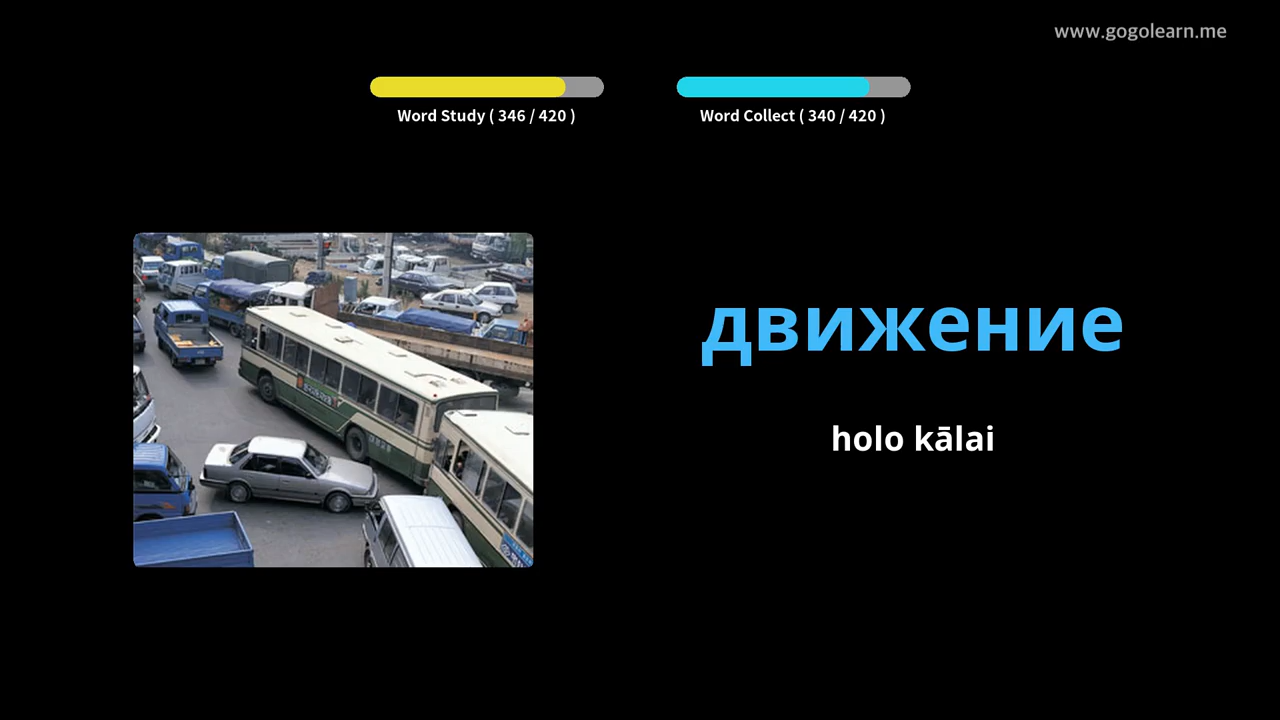 www.gogolearn.me
Word Study ( 346 / 420 )
Word Collect ( 340 / 420 )
движение
holo kālai